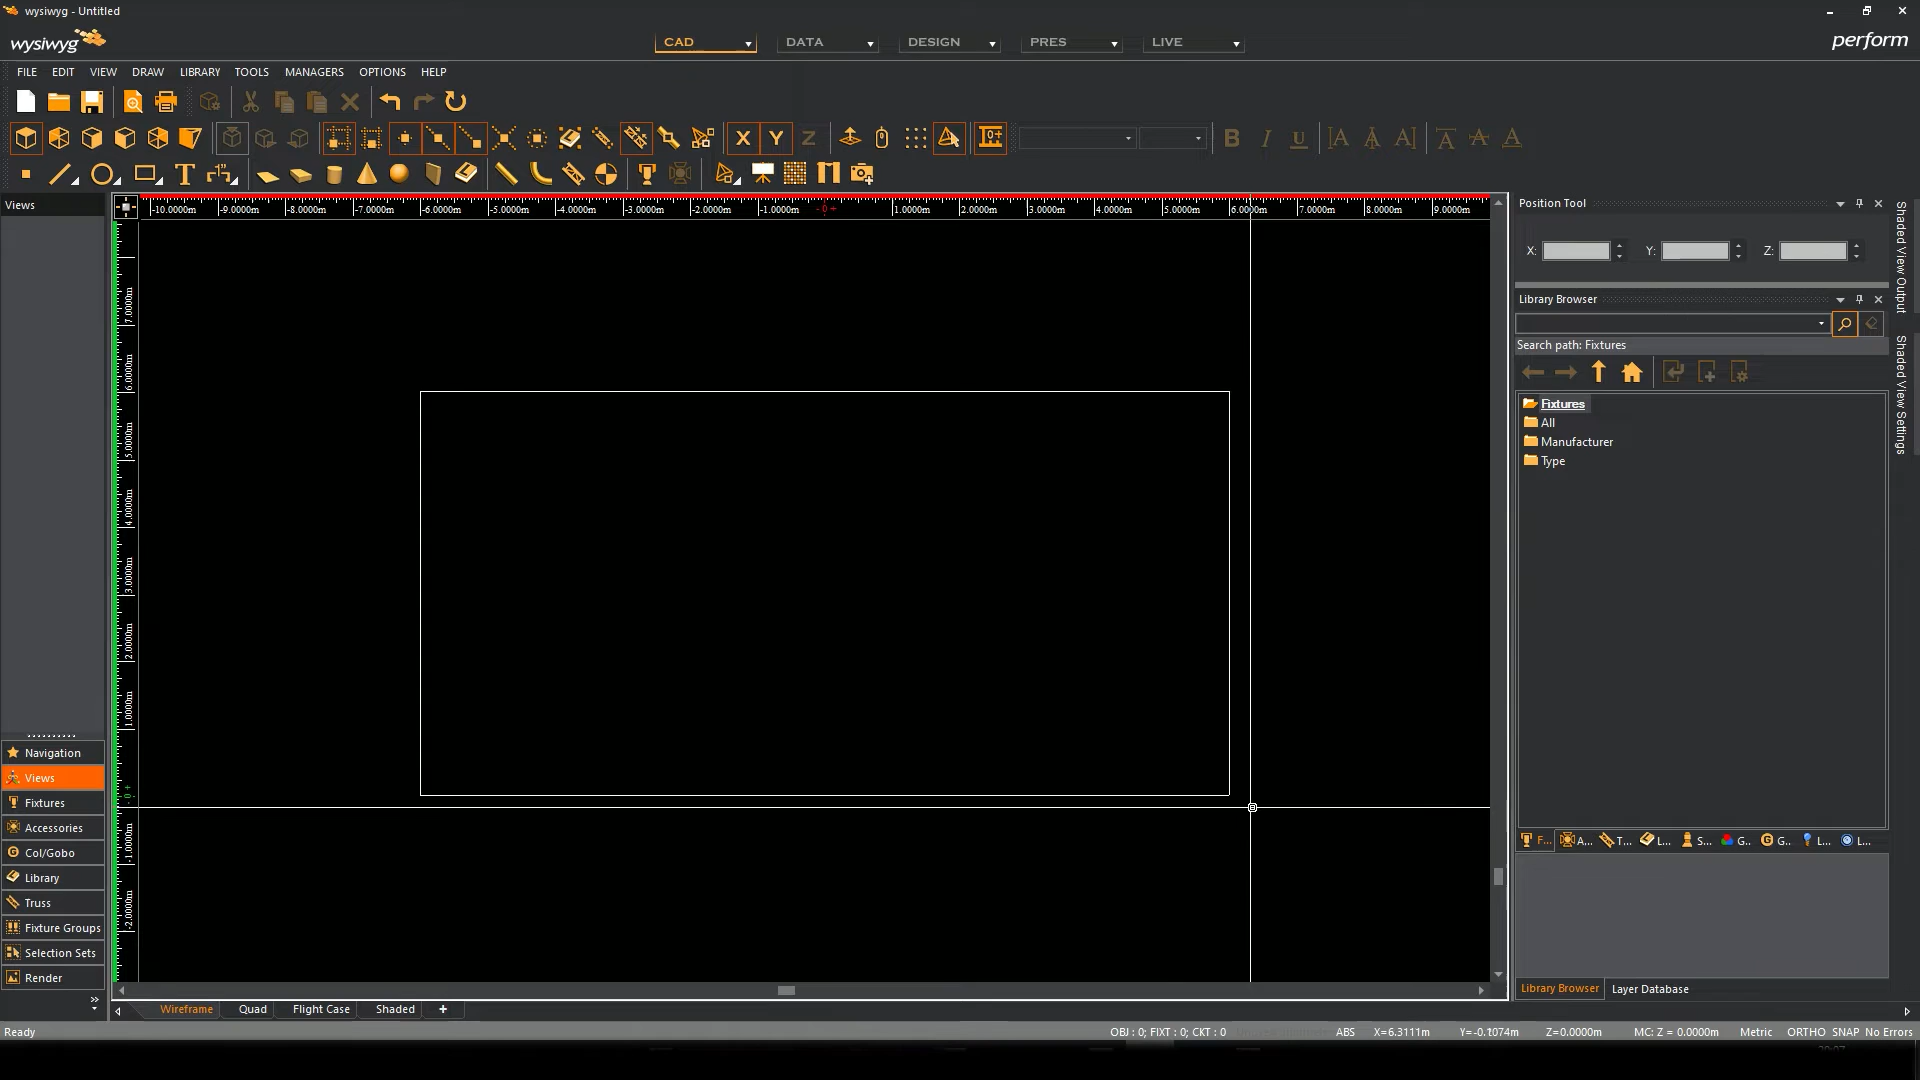 wysiwyg - Untitled
wysiwyg
CAD DATA DESIGN PRES LIVE
perform
FILE EDIT VIEW DRAW LIBRARY TOOLS MANAGERS OPTIONS HELP
X Y Z B I U A A A A A A
T
Views
-10.0000m -9.0000m -8.0000m -7.0000m -6.0000m -5.0000m -4.0000m -3.0000m -2.0000m -1.0000m - 0 + 1.0000m 2.0000m 3.0000m 4.0000m 5.0000m 6.0000m 7.0000m 8.0000m 9.0000m
7.0000m
6.0000m
5.0000m
4.0000m
3.0000m
2.0000m
1.0000m
- 0 +
-1.0000m
-2.0000m
Position Tool
X: Y: Z:
Library Browser
Search path: Fixtures
Fixtures
All
Manufacturer
Type
Shaded View Output
Shaded View Settings
Navigation
Views
Fixtures
Accessories
Col/Gobo
Library
Truss
Fixture Groups
Selection Sets
Render
F... A... T... L... S... G.. G.. L... L...
Library Browser Layer Database
Wireframe Quad Flight Case Shaded +
Ready
OBJ : 0; FIXT : 0; CKT : 0 ABS X=6.3111m Y=-0.1074m Z=0.0000m MC: Z = 0.0000m Metric ORTHO SNAP No Errors